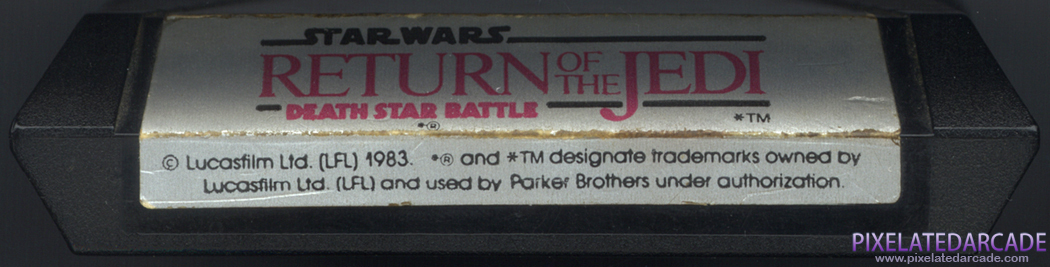 STAR WARS
RETURN OF THE JEDI
DEATH STAR BATTLE
*® *TM
© Lucasfilm Ltd. (LFL) 1983. *® and *TM designate trademarks owned by
Lucasfilm Ltd. (LFL) and used by Parker Brothers under authorization.
PIXELATEDARCADE
www.pixelatedarcade.com